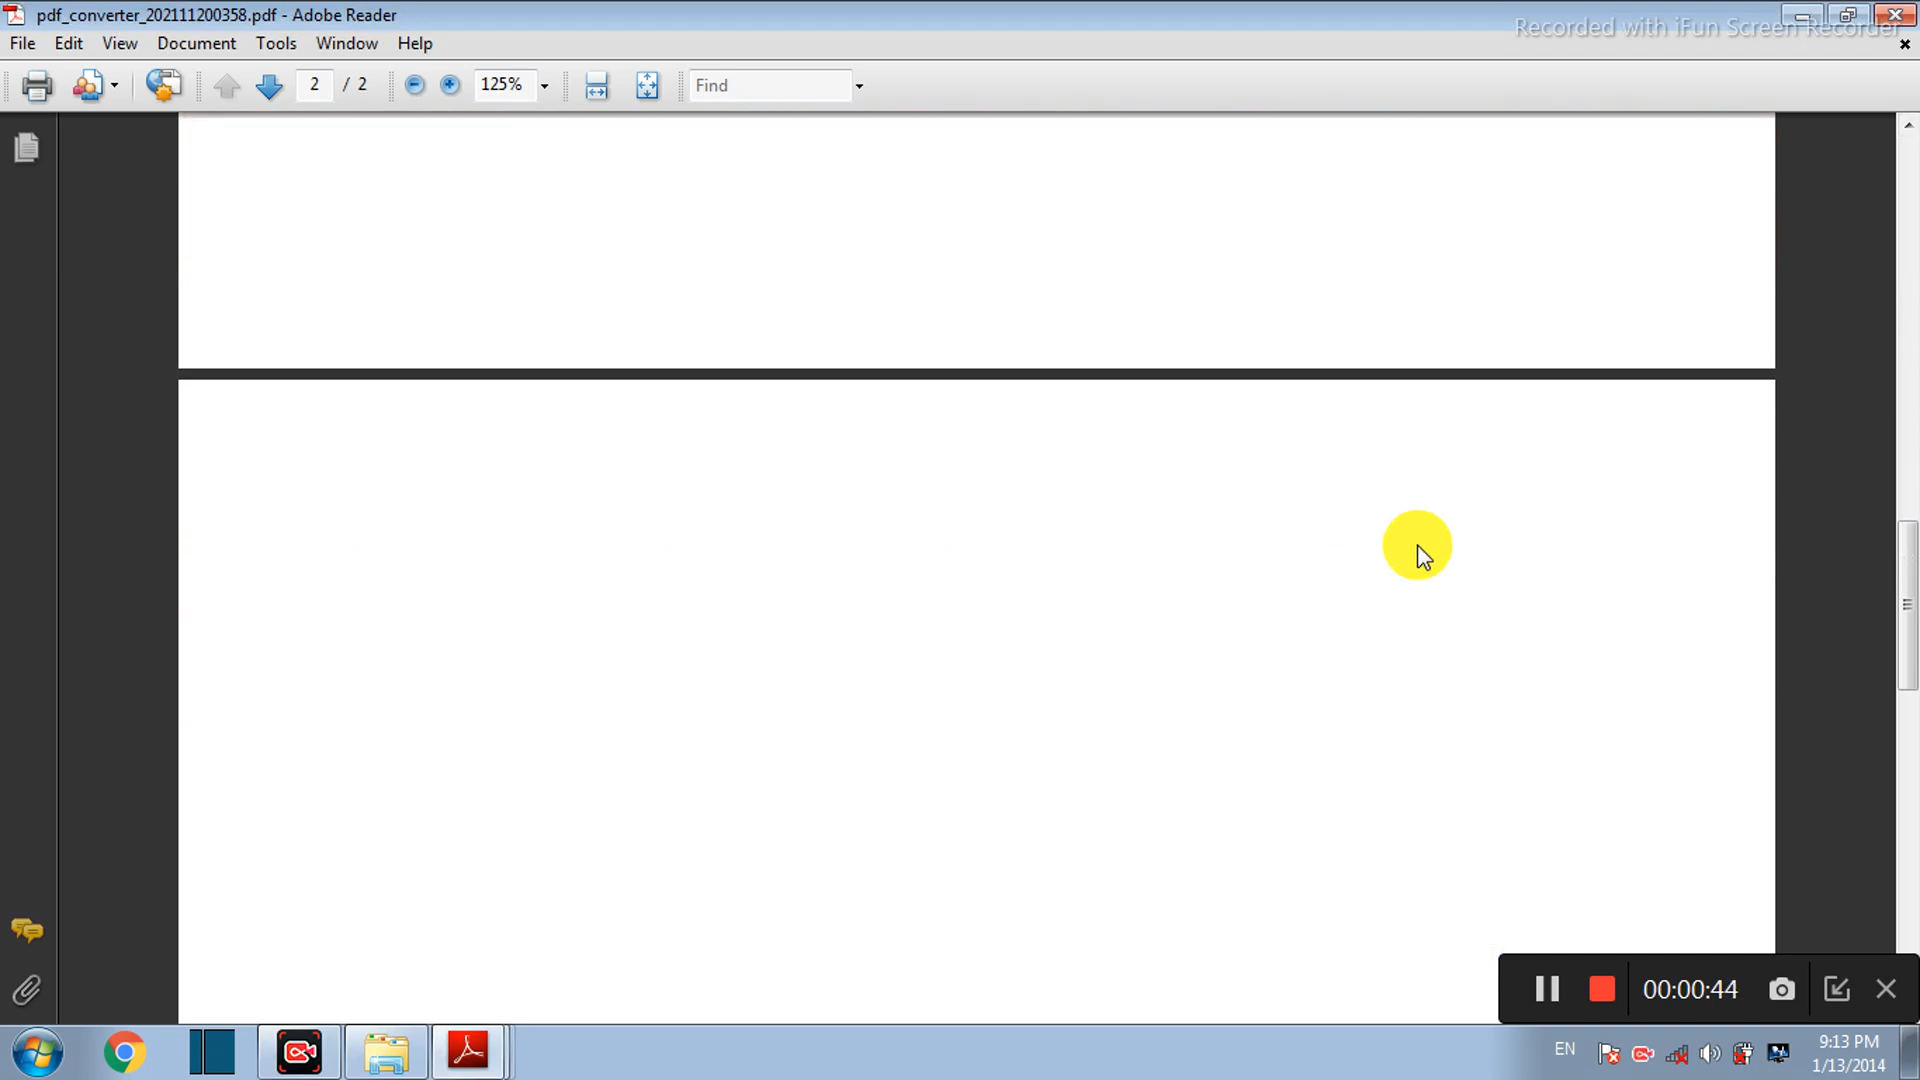 pdf_converter_202111200358.pdf - Adobe Reader
Recorded with iFun Screen Recorder
File Edit View Document Tools Window Help
2 / 2 125% Find
00:00:44
EN
9:13 PM
1/13/2014